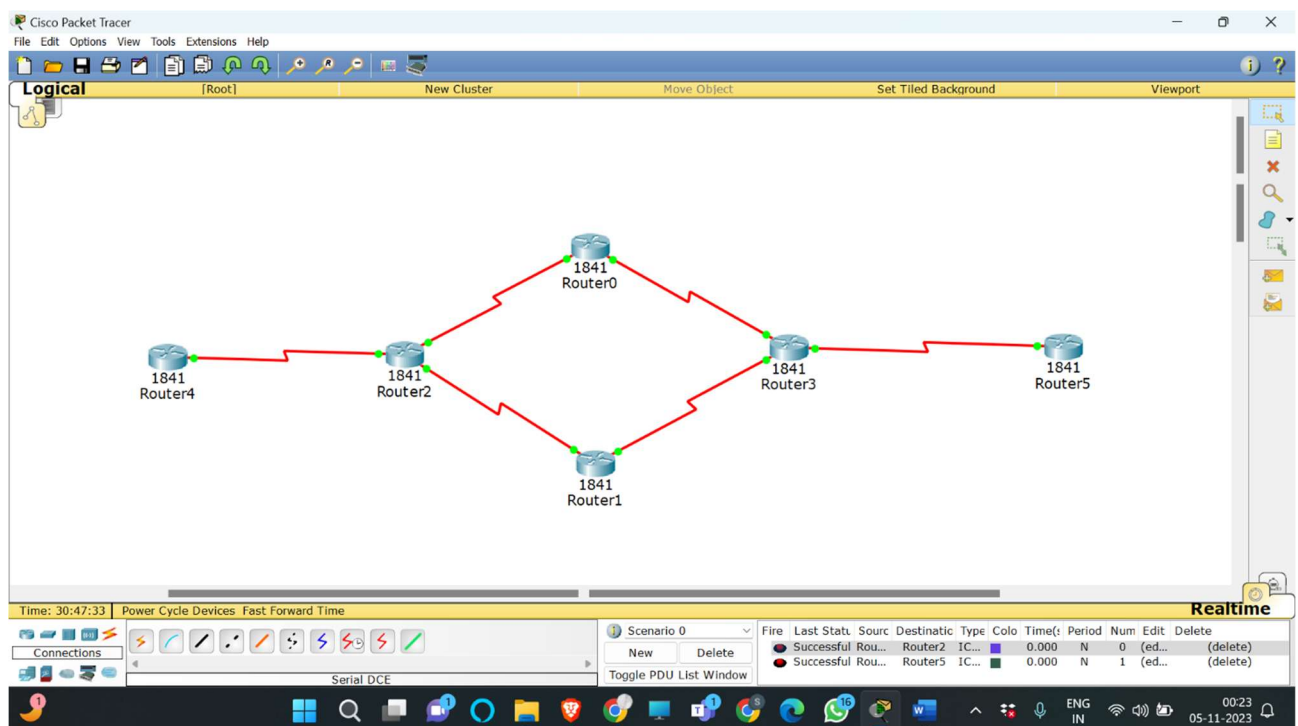 Cisco Packet Tracer
File Edit Options View Tools Extensions Help
Logical [Root] New Cluster Move Object Set Tiled Background Viewport
1841
Router0
1841
Router4
1841
Router2
1841
Router3
1841
Router5
1841
Router1
Time: 30:47:33 Power Cycle Devices Fast Forward Time Realtime
Connections
Serial DCE
Scenario 0
New Delete
Toggle PDU List Window
Fire Last Statu Sourc Destinatic Type Colo Time(s Period Num Edit Delete
Successful Rou... Router2 IC... 0.000 N 0 (ed... (delete)
Successful Rou... Router5 IC... 0.000 N 1 (ed... (delete)
1
1
16
ENG
IN
00:23
05-11-2023